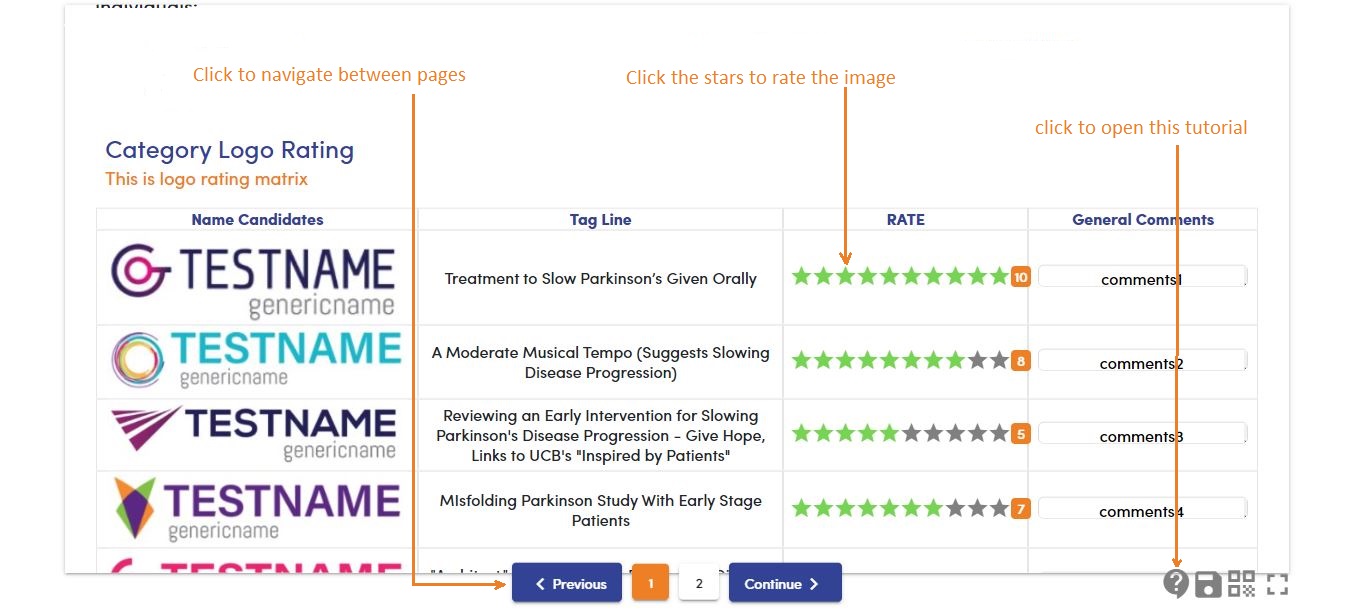 individuals:
Click to navigate between pages
Click the stars to rate the image
click to open this tutorial
Category Logo Rating
This is logo rating matrix
Name Candidates
Tag Line
RATE
General Comments
TESTNAME
genericname
Treatment to Slow Parkinson’s Given Orally
10
comments1
TESTNAME
genericname
A Moderate Musical Tempo (Suggests Slowing
Disease Progression)
8
comments2
TESTNAME
genericname
Reviewing an Early Intervention for Slowing
Parkinson's Disease Progression - Give Hope,
Links to UCB's "Inspired by Patients"
5
comments3
TESTNAME
genericname
MIsfolding Parkinson Study With Early Stage
Patients
7
comments4
TESTNAME
Previous
1
2
Continue